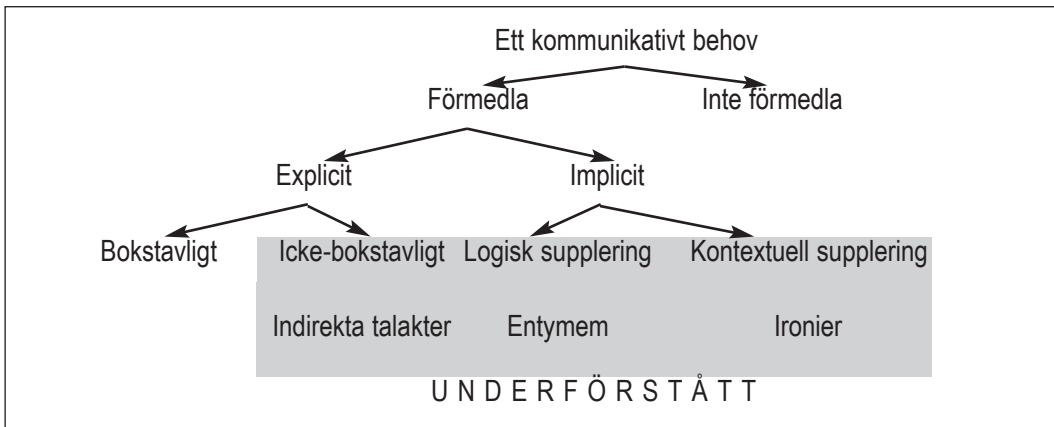 Ett kommunikativt behov
Förmedla Inte förmedla
Explicit Implicit
Bokstavligt Icke-bokstavligt Logisk supplering Kontextuell supplering
Indirekta talakter Entymem Ironier
U N D E R F Ö R S T Å T T